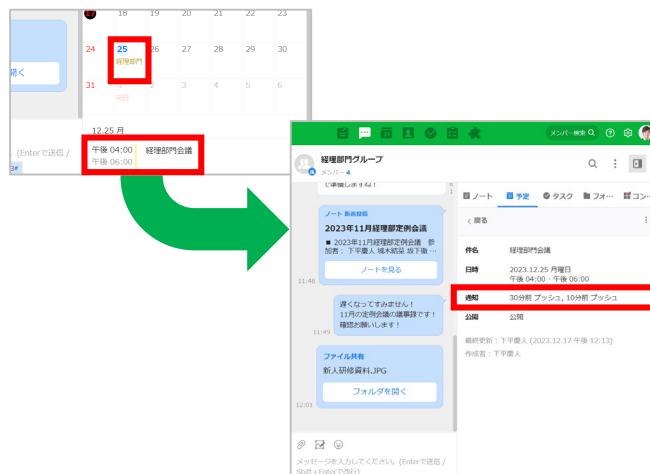 17 18 19 20 21 22 23
24 25 26 27 28 29 30
経理部門
31 1 2 3 4 5 6
元日
開く
12.25 月
午後 04:00 経理部門会議
午後 06:00
(Enterで送信 /
メンバー検索
経理部門グループ
メンバー 4
で準備しますね！
ノート 新規投稿
2023年11月経理部定例会議
■ 2023年11月経理部定例会議 参
加者： 下平慶人 城木結菜 坂下徹 …
ノートを見る
11:48
遅くなってすみません！
11月の定例会議の議事録です！
確認お願いします！
11:49
ファイル共有
新人研修資料.JPG
フォルダを開く
12:01
メッセージを入力してください。(Enterで送信 /
Shift + Enterで改行)
ノート 予定 タスク フォ… コン…
< 戻る
件名 経理部門会議
日時 2023.12.25 月曜日
午後 04:00 - 午後 06:00
通知 30分前 プッシュ, 10分前 プッシュ
公開 公開
最終更新：下平慶人 (2023.12.17 午後 12:13)
作成者：下平慶人